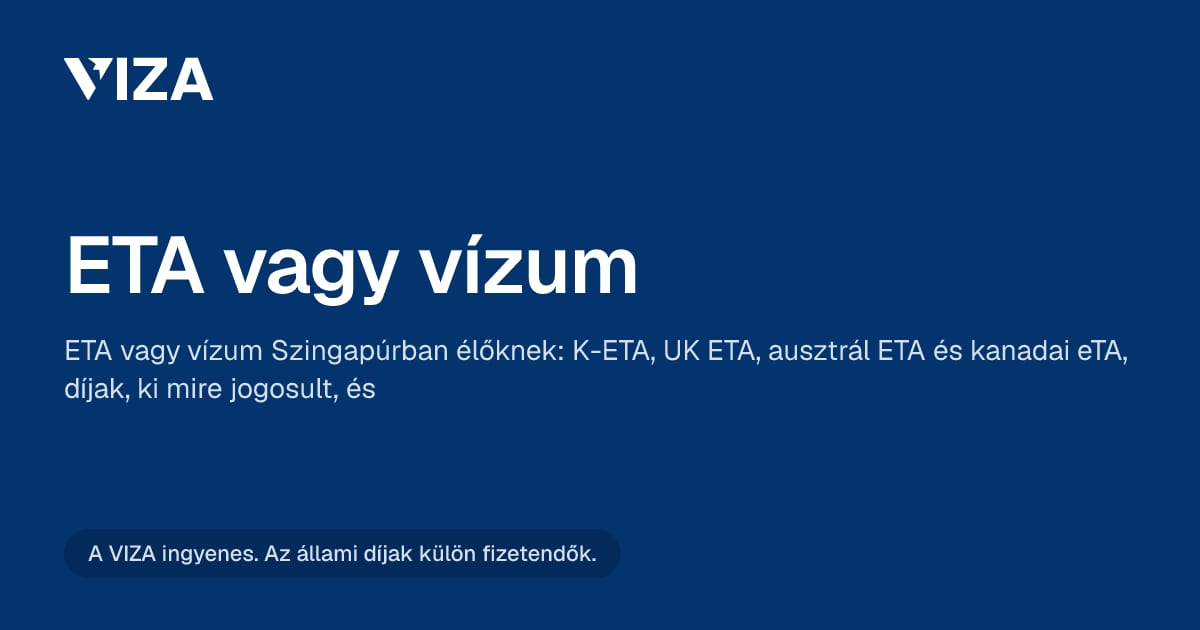 VIZA
ETA vagy vízum
ETA vagy vízum Szingapúrban élőknek: K-ETA, UK ETA, ausztrál ETA és kanadai eTA,
díjak, ki mire jogosult, és
A VIZA ingyenes. Az állami díjak külön fizetendők.